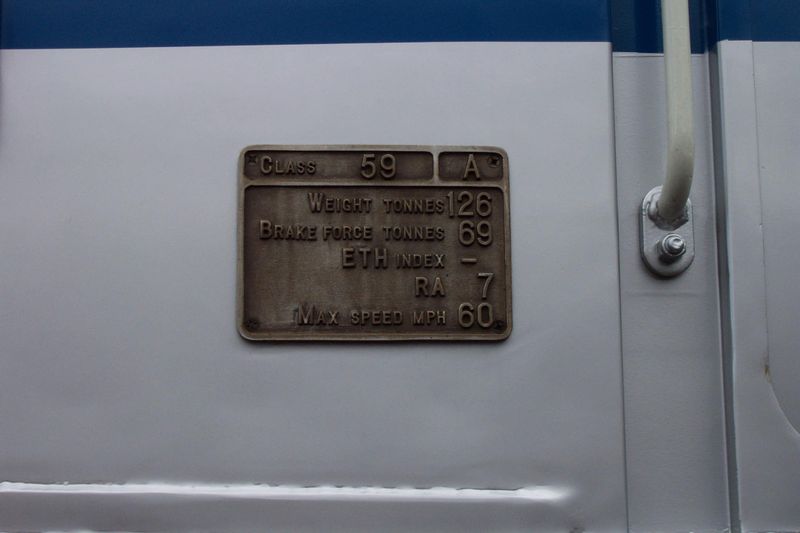 CLASS 59 A
WEIGHT TONNES 126
BRAKE FORCE TONNES 69
ETH INDEX –
RA 7
MAX SPEED MPH 60